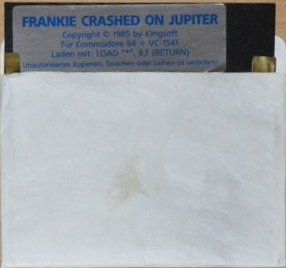 FRANKIE CRASHED ON JUPITER
Copyright © 1985 by Kingsoft
Für Commodore 64 + VC-1541
Laden mit: LOAD "*", 8,1 (RETURN)
Unautorisiertes Kopieren, Tauschen oder Leihen ist verboten!